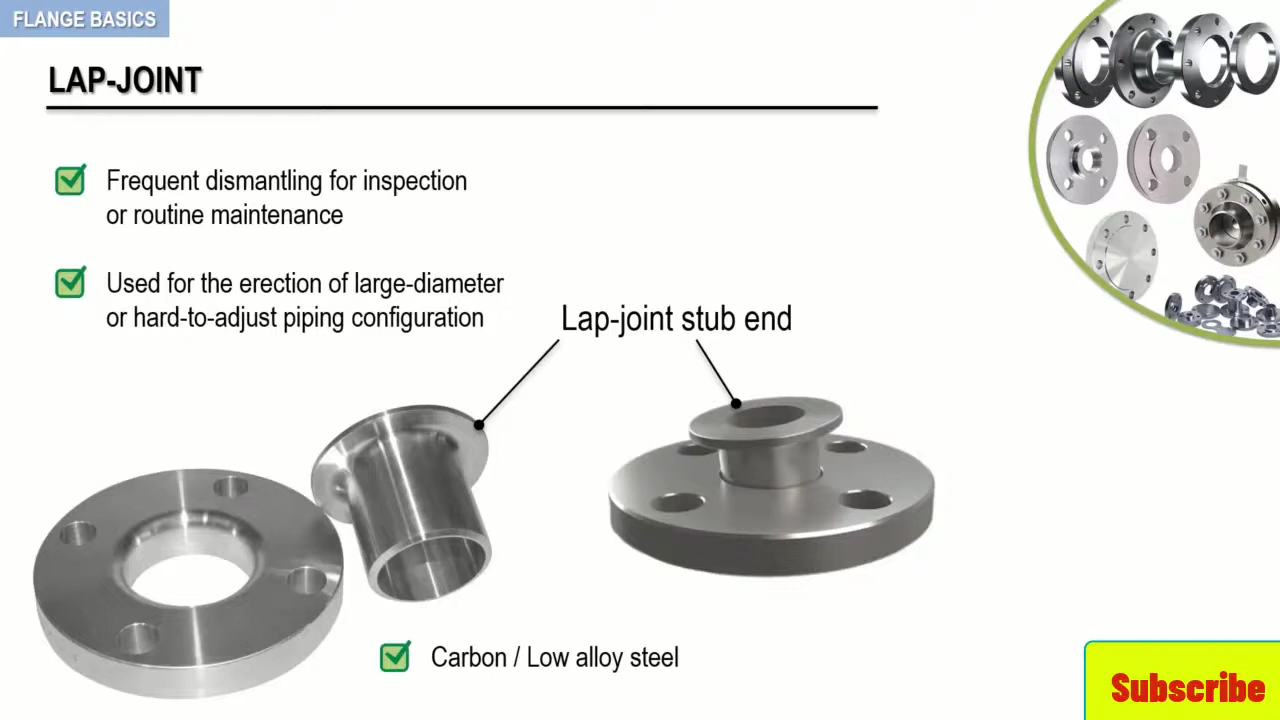 FLANGE BASICS
LAP-JOINT
Frequent dismantling for inspection
or routine maintenance
Used for the erection of large-diameter
or hard-to-adjust piping configuration
Lap-joint stub end
Carbon / Low alloy steel
Subscribe